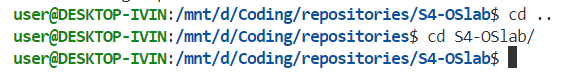 user@DESKTOP-IVIN:/mnt/d/Coding/repositories/S4-OSlab$ cd ..
user@DESKTOP-IVIN:/mnt/d/Coding/repositories$ cd S4-OSlab/
user@DESKTOP-IVIN:/mnt/d/Coding/repositories/S4-OSlab$